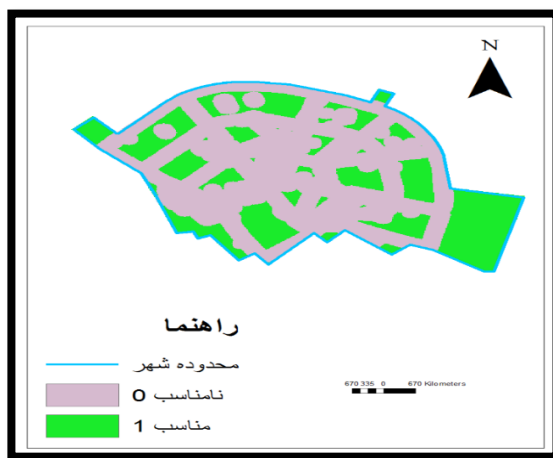 N
راهنما
محدوده شهر
نامناسب 0
مناسب 1
670 335 0 670 Kilometers